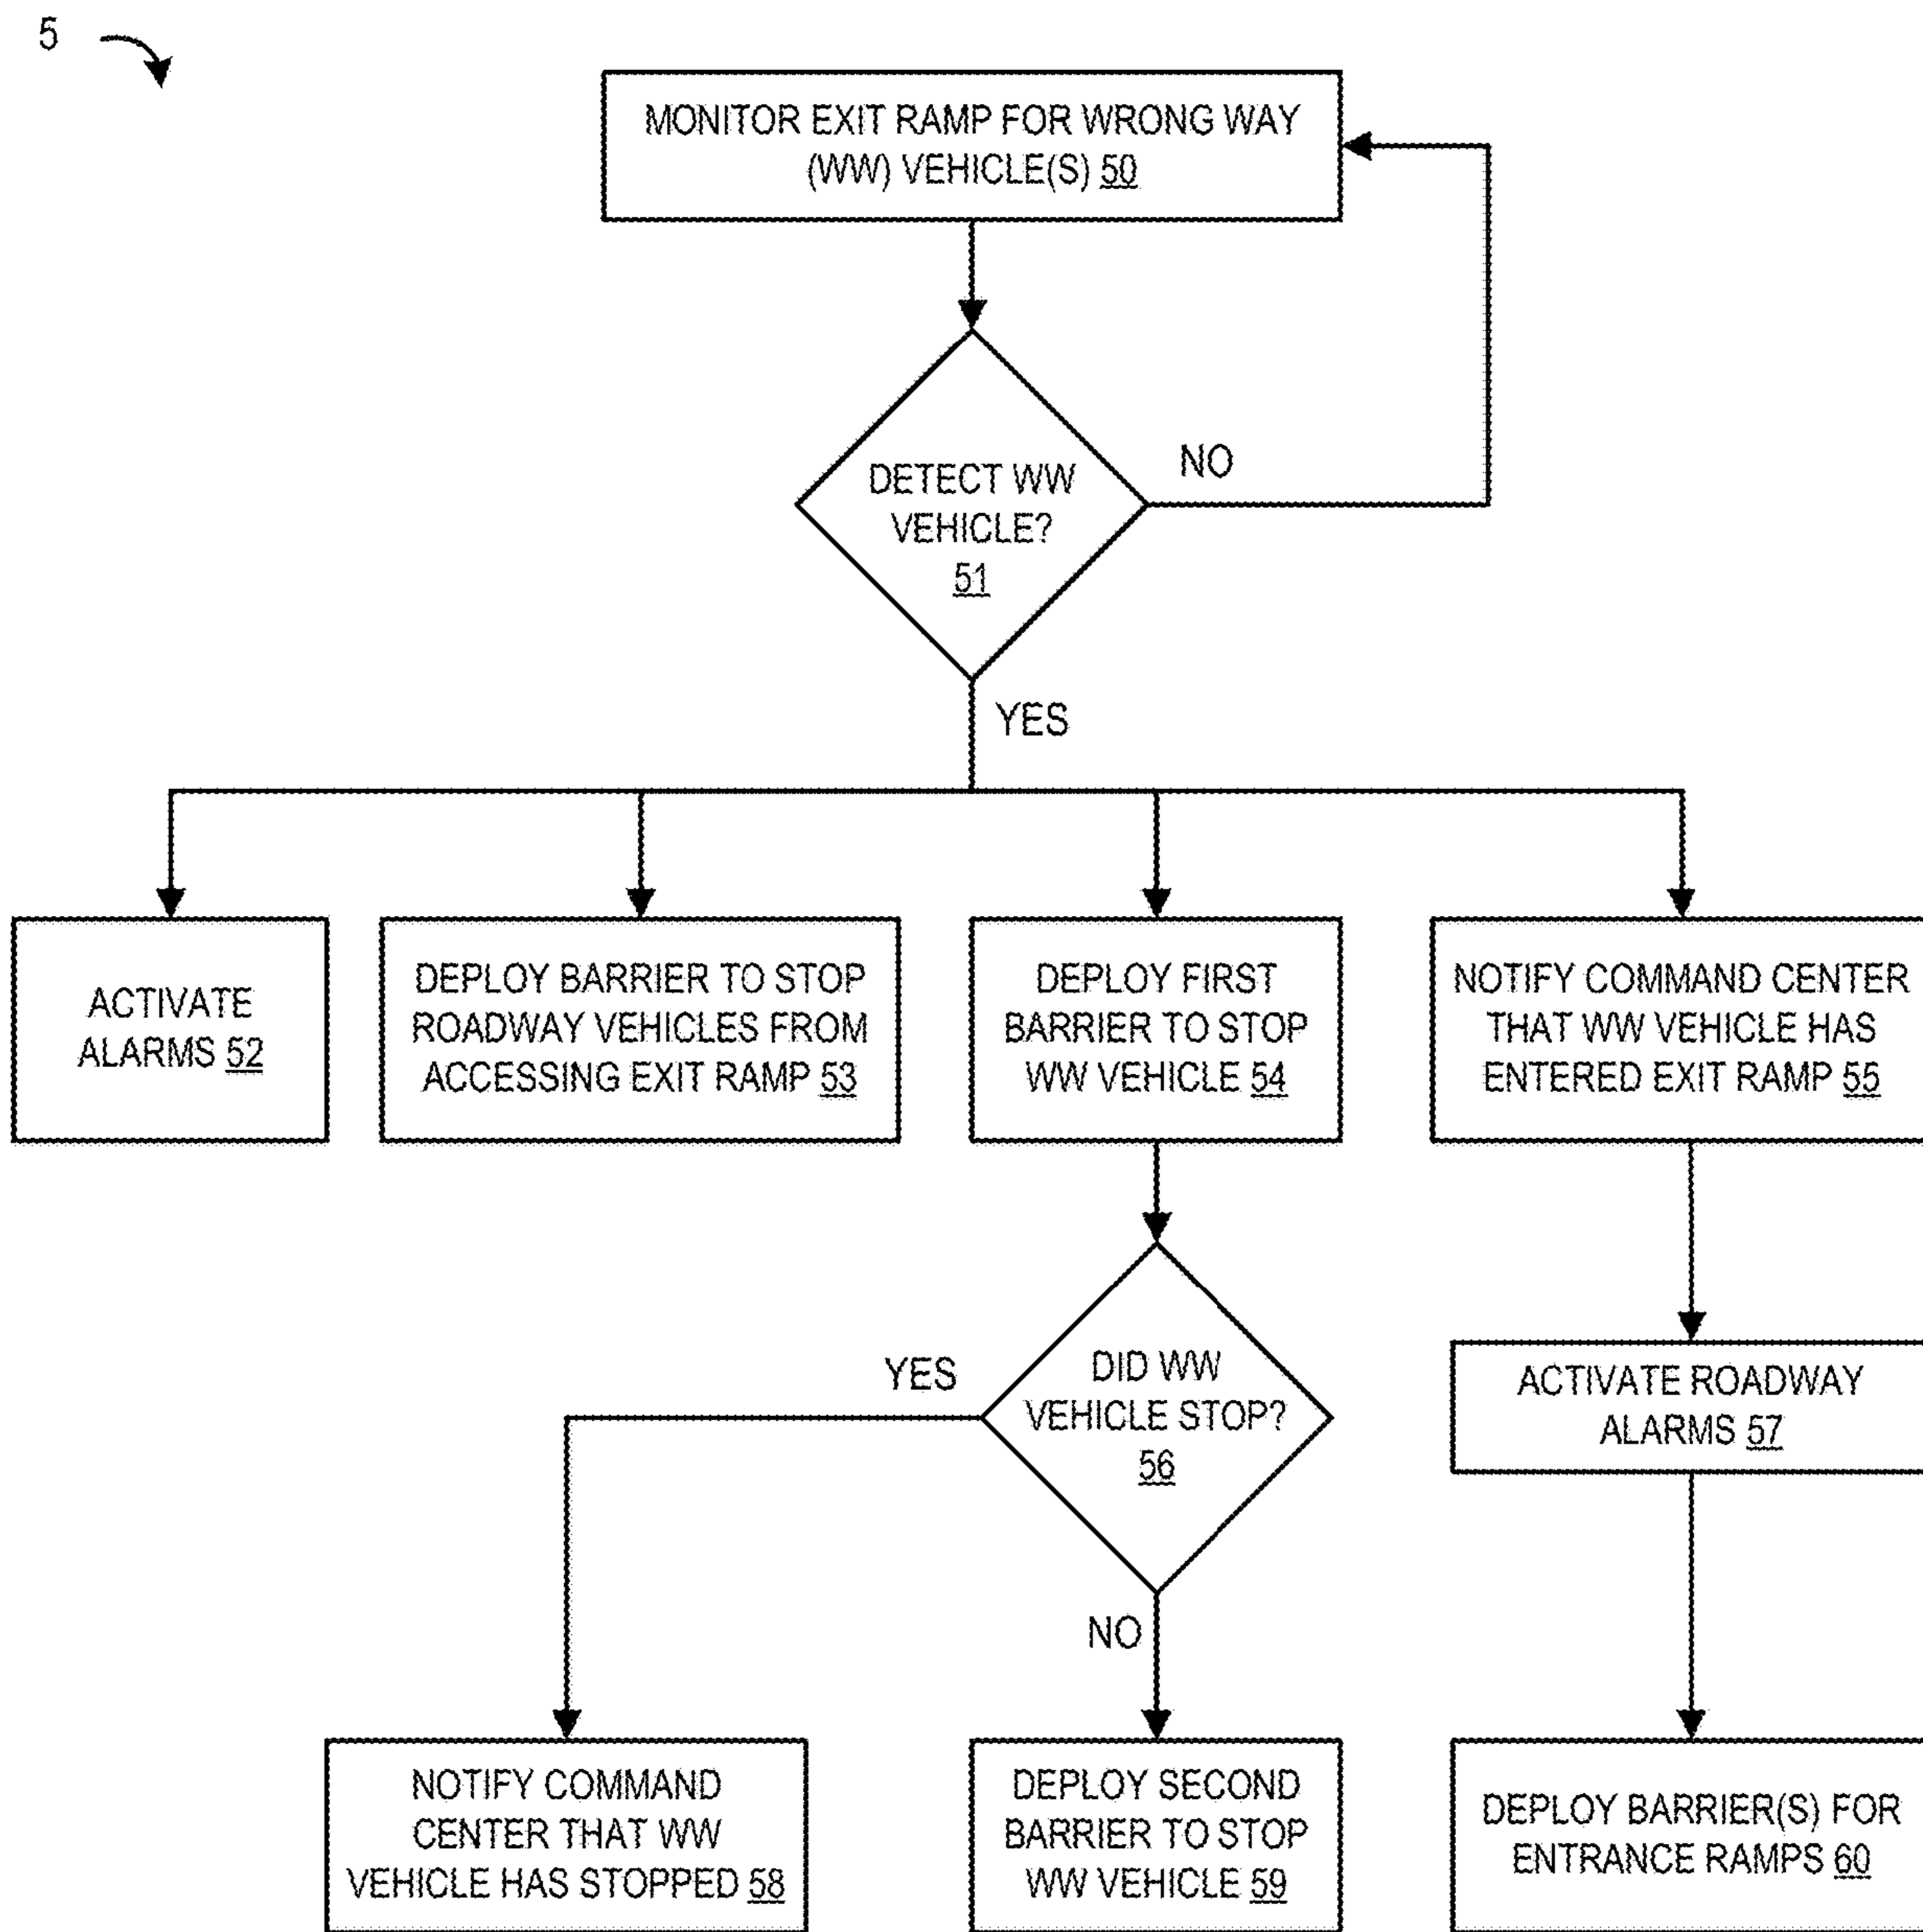 5
MONITOR EXIT RAMP FOR WRONG WAY
(WW) VEHICLE(S) 50
DETECT WW
VEHICLE?
51
NO
YES
ACTIVATE
ALARMS 52
DEPLOY BARRIER TO STOP
ROADWAY VEHICLES FROM
ACCESSING EXIT RAMP 53
DEPLOY FIRST
BARRIER TO STOP
WW VEHICLE 54
NOTIFY COMMAND CENTER
THAT WW VEHICLE HAS
ENTERED EXIT RAMP 55
DID WW
VEHICLE STOP?
56
YES
NO
ACTIVATE ROADWAY
ALARMS 57
NOTIFY COMMAND
CENTER THAT WW
VEHICLE HAS STOPPED 58
DEPLOY SECOND
BARRIER TO STOP
WW VEHICLE 59
DEPLOY BARRIER(S) FOR
ENTRANCE RAMPS 60